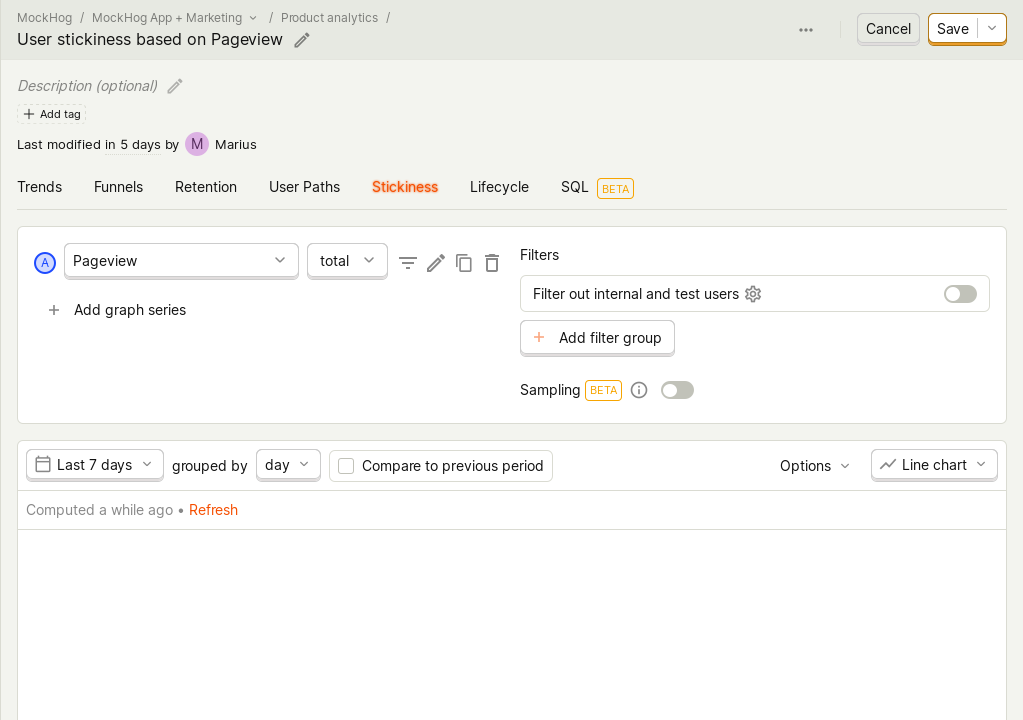 MockHog / MockHog App + Marketing / Product analytics /
User stickiness based on Pageview
Cancel
Save
Description (optional)
Add tag
Last modified in 5 days by M Marius
Trends Funnels Retention User Paths Stickiness Lifecycle SQL BETA
A Pageview total
Add graph series
Filters
Filter out internal and test users
Add filter group
Sampling BETA
Last 7 days grouped by day Compare to previous period Options Line chart
Computed a while ago • Refresh